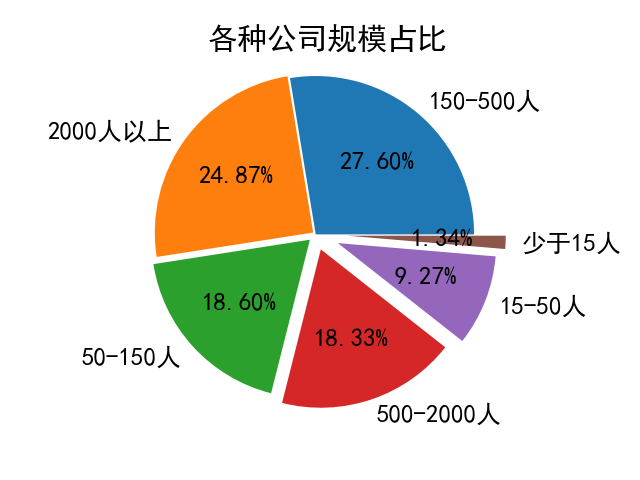 各种公司规模占比
150-500人
27.60%
2000人以上
24.87%
50-150人
18.60%
500-2000人
18.33%
15-50人
9.27%
少于15人
1.34%